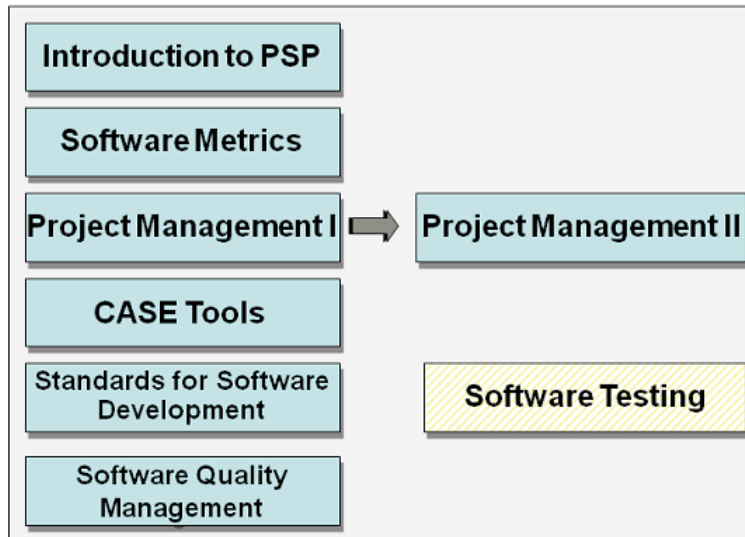 Introduction to PSP
Software Metrics
Project Management I
Project Management II
CASE Tools
Standards for Software
Development
Software Testing
Software Quality
Management